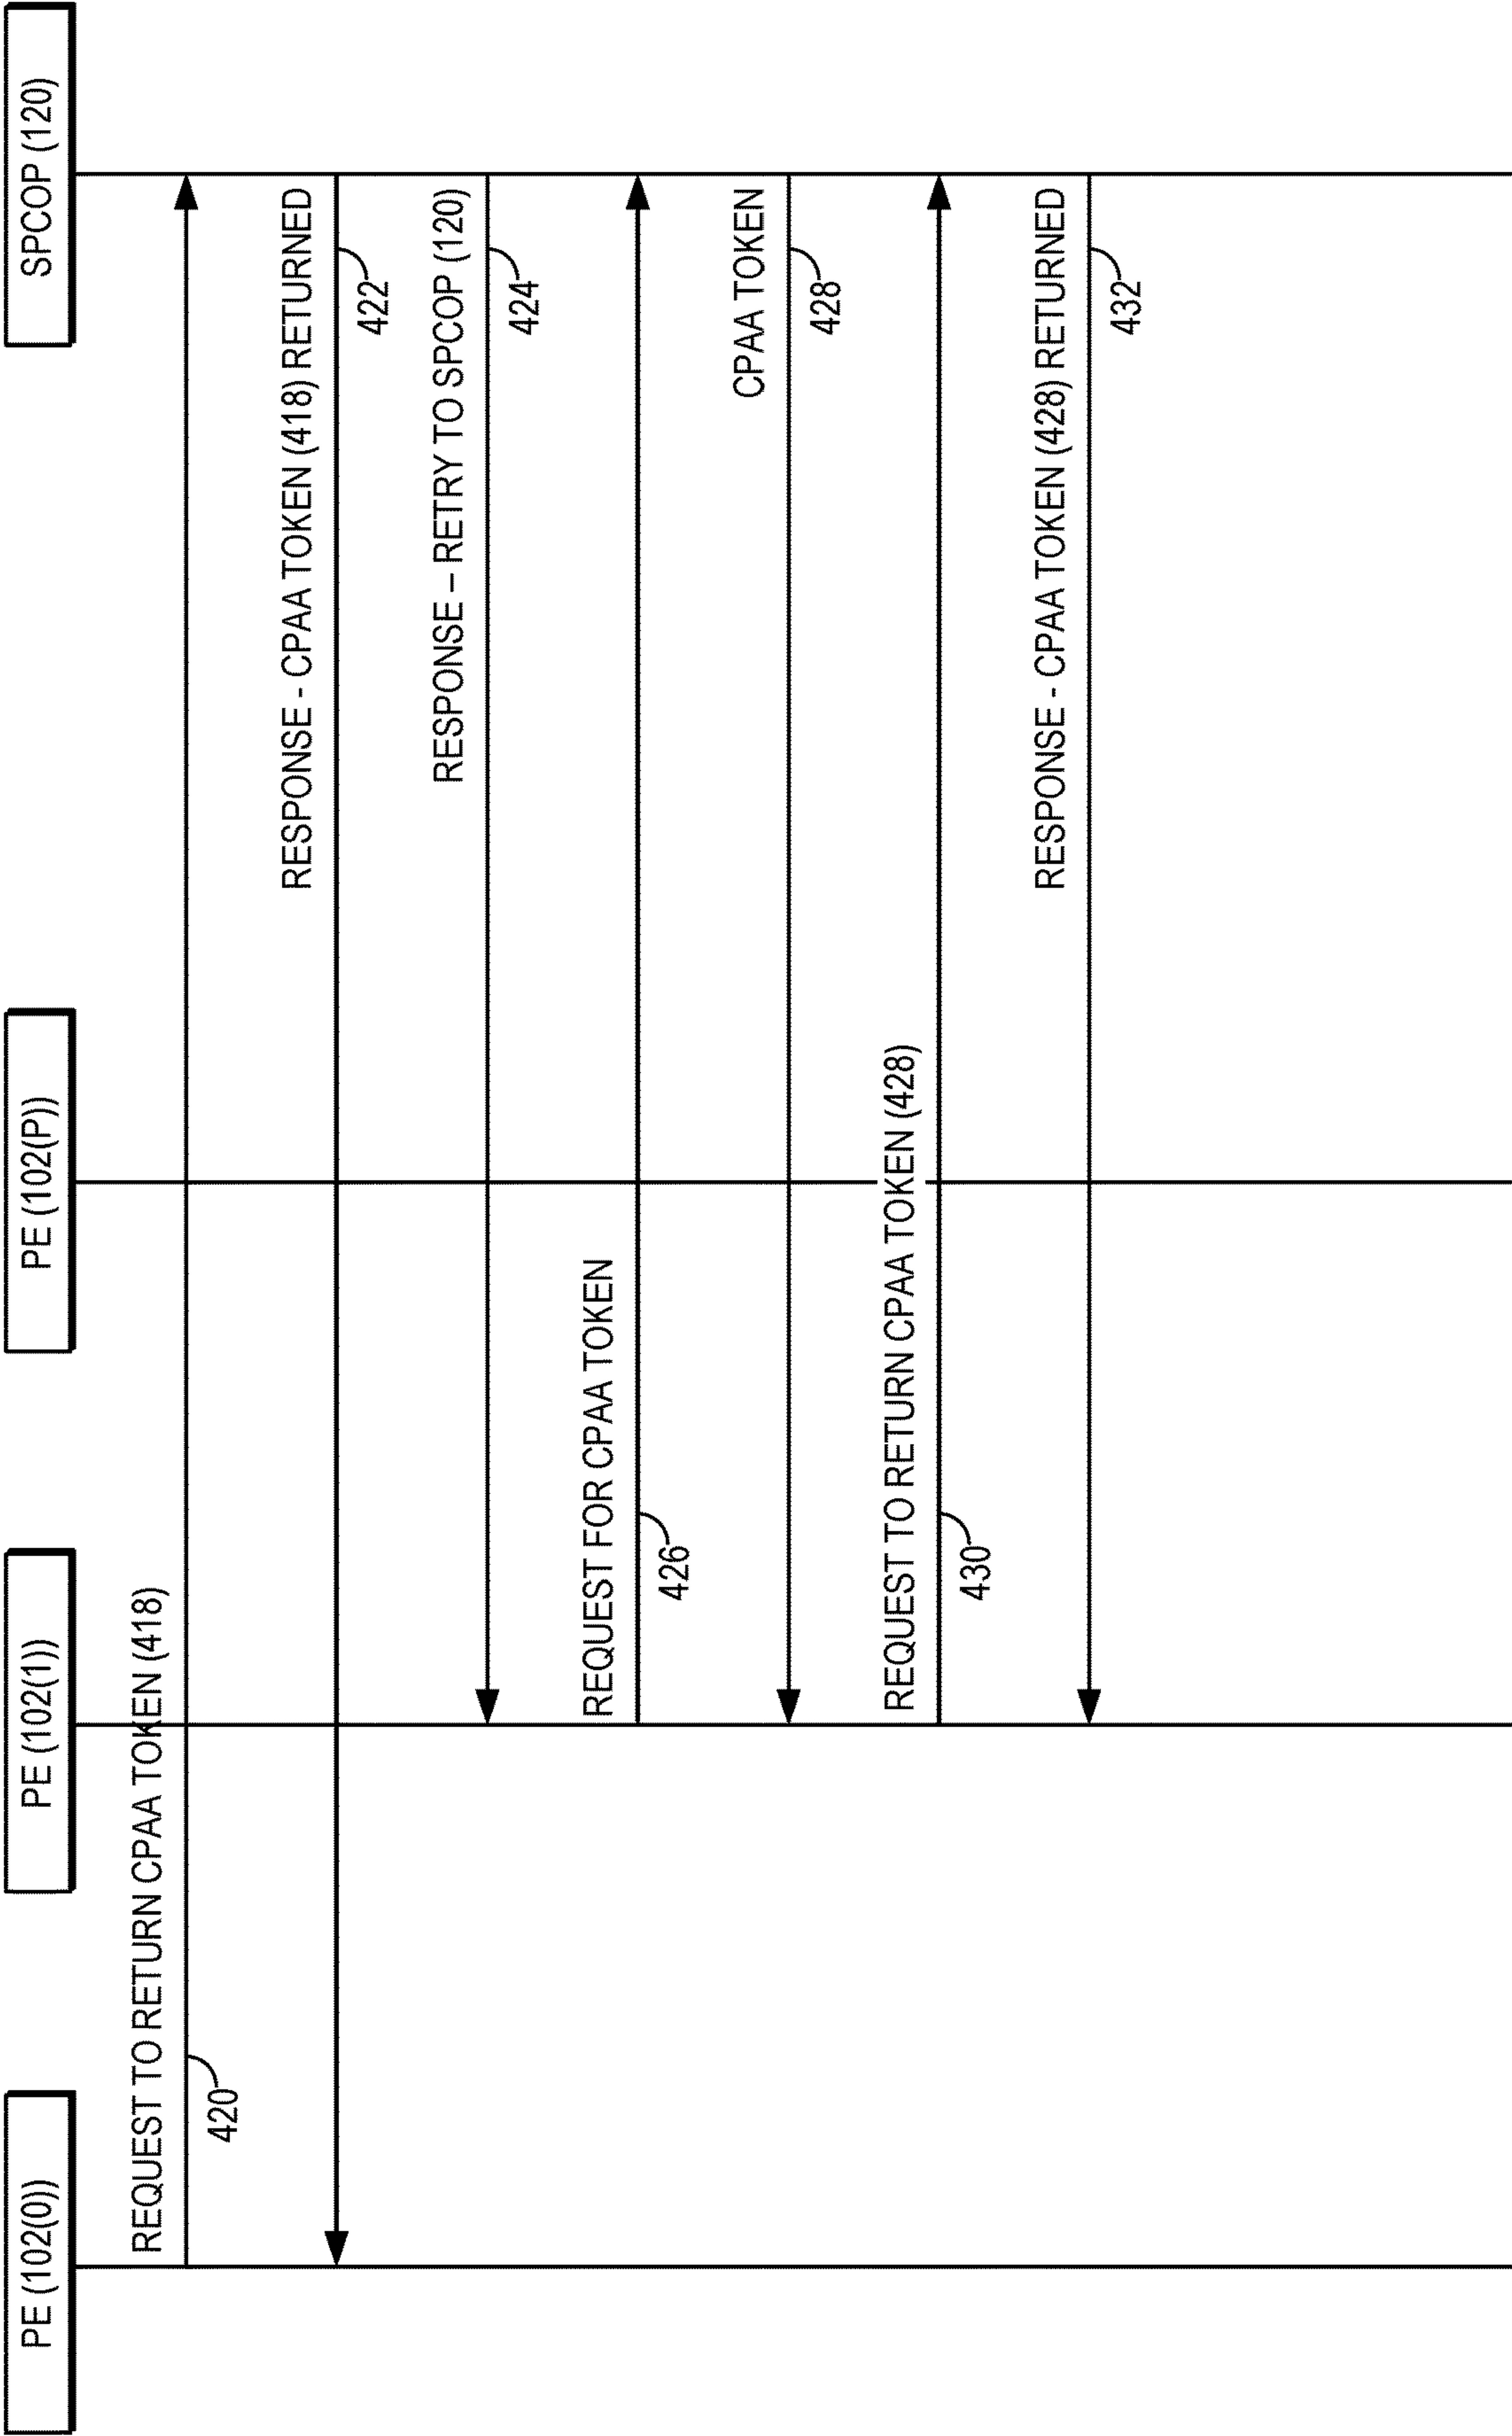 PE (102(0))
PE (102(1))
PE (102(P))
SPCOP (120)
REQUEST TO RETURN CPAA TOKEN (418)
420
RESPONSE - CPAA TOKEN (418) RETURNED
422
RESPONSE – RETRY TO SPCOP (120)
424
REQUEST FOR CPAA TOKEN
426
CPAA TOKEN
428
REQUEST TO RETURN CPAA TOKEN (428)
430
RESPONSE - CPAA TOKEN (428) RETURNED
432